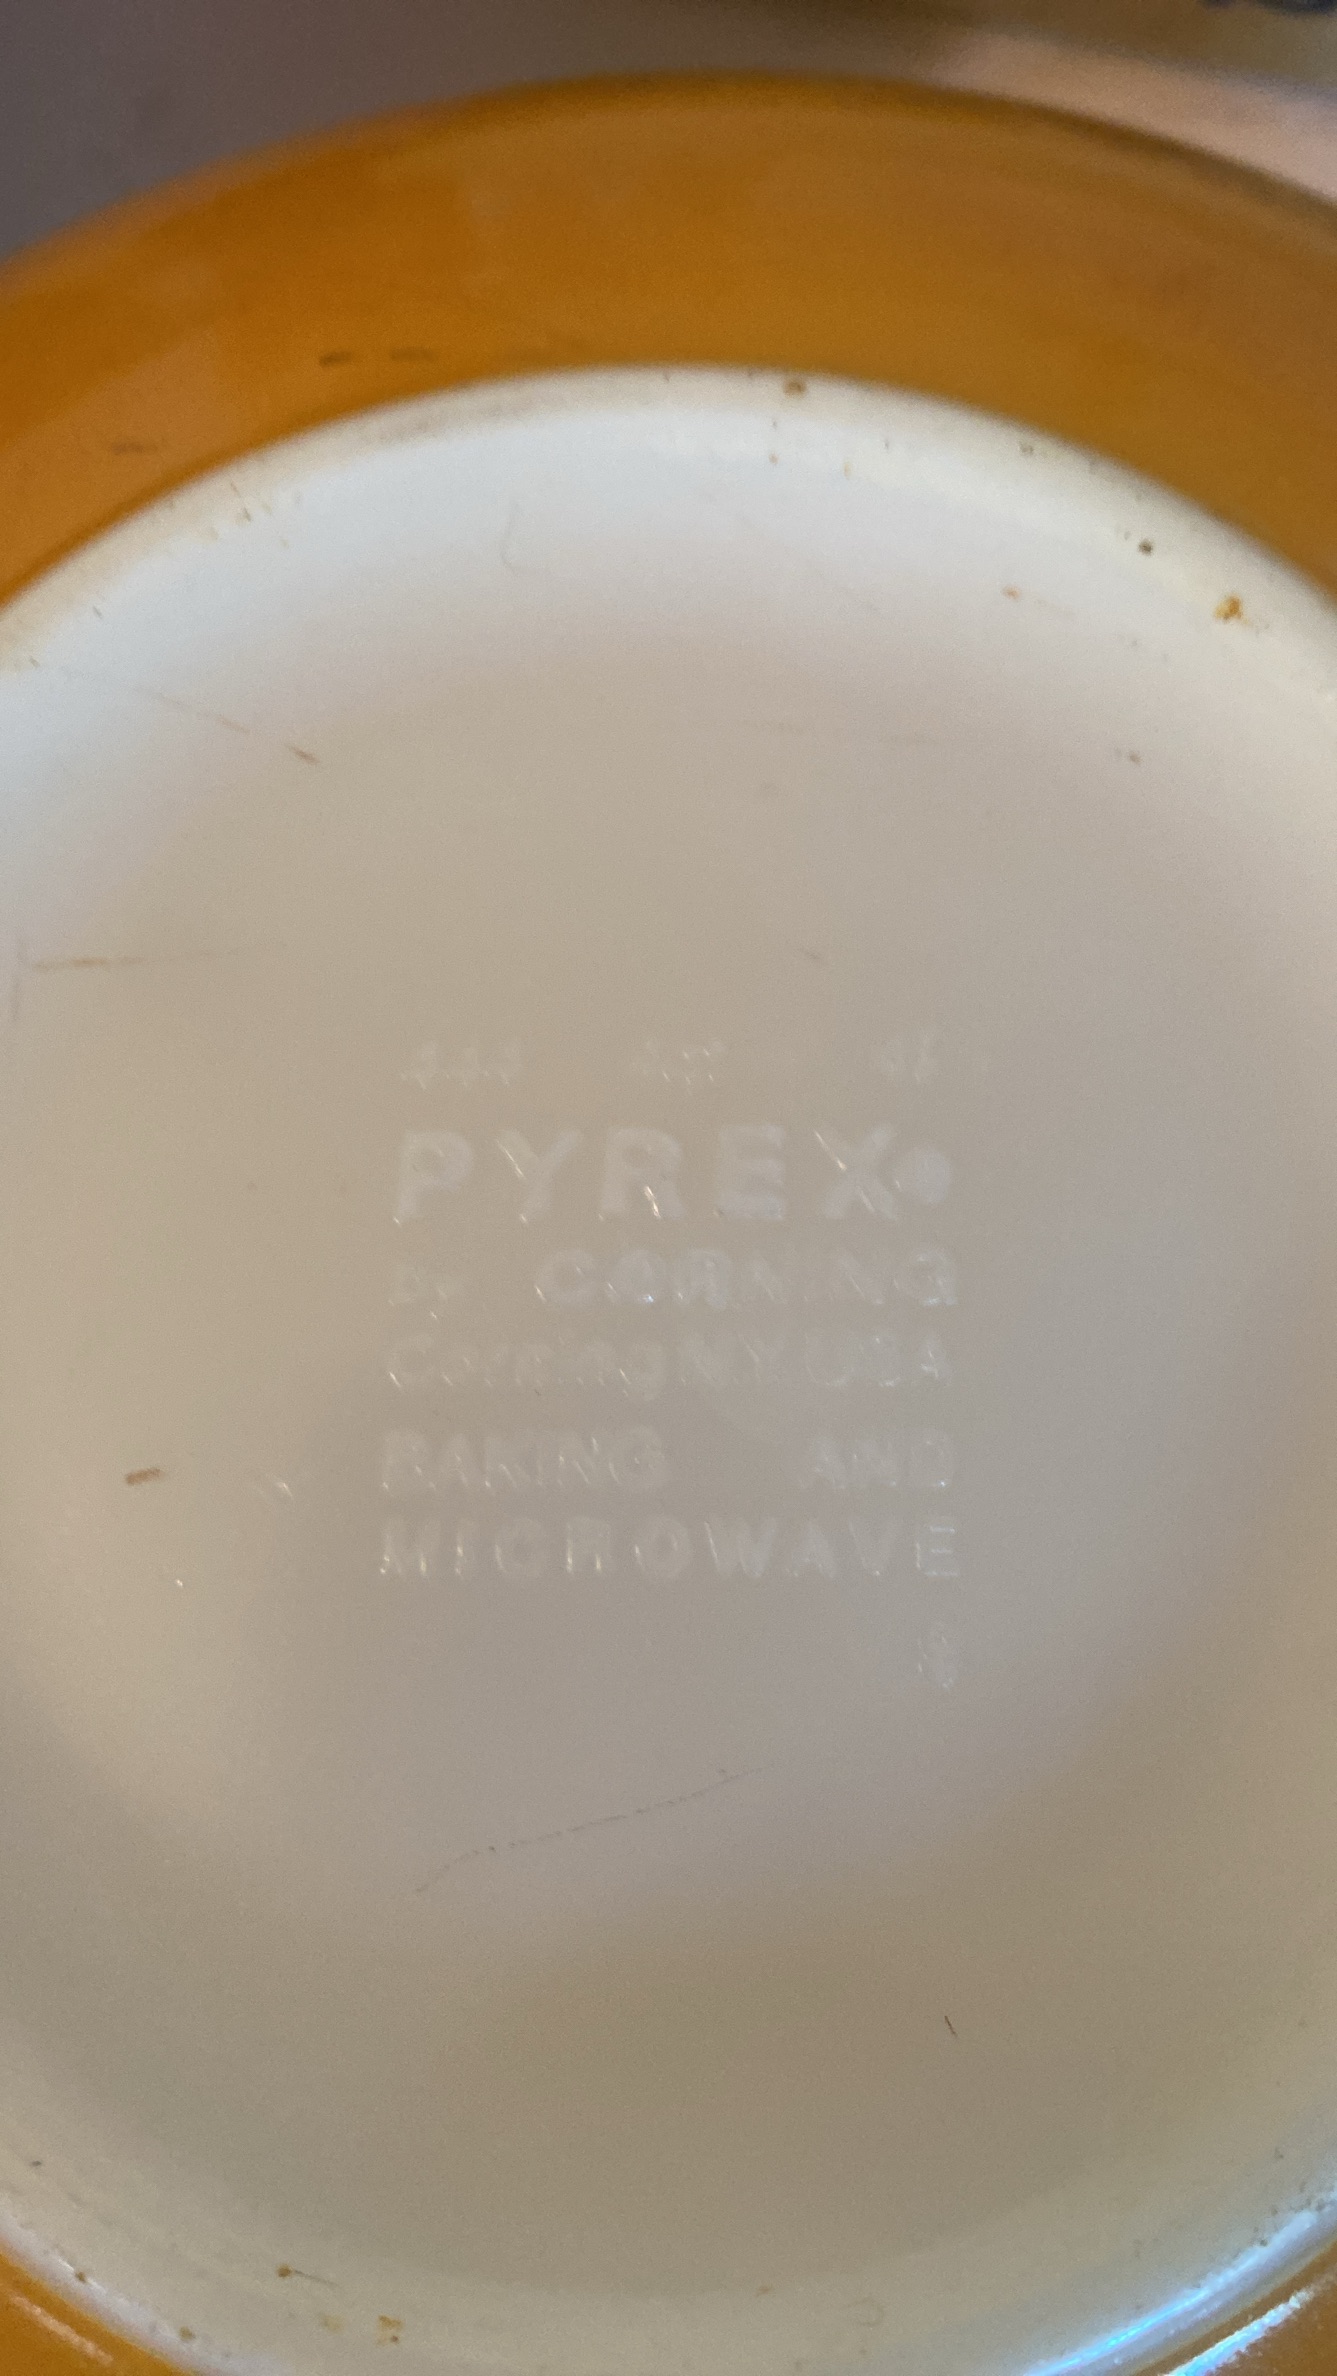 PYREX®
by CORNING
Corning N.Y. USA
BAKING AND
MICROWAVE